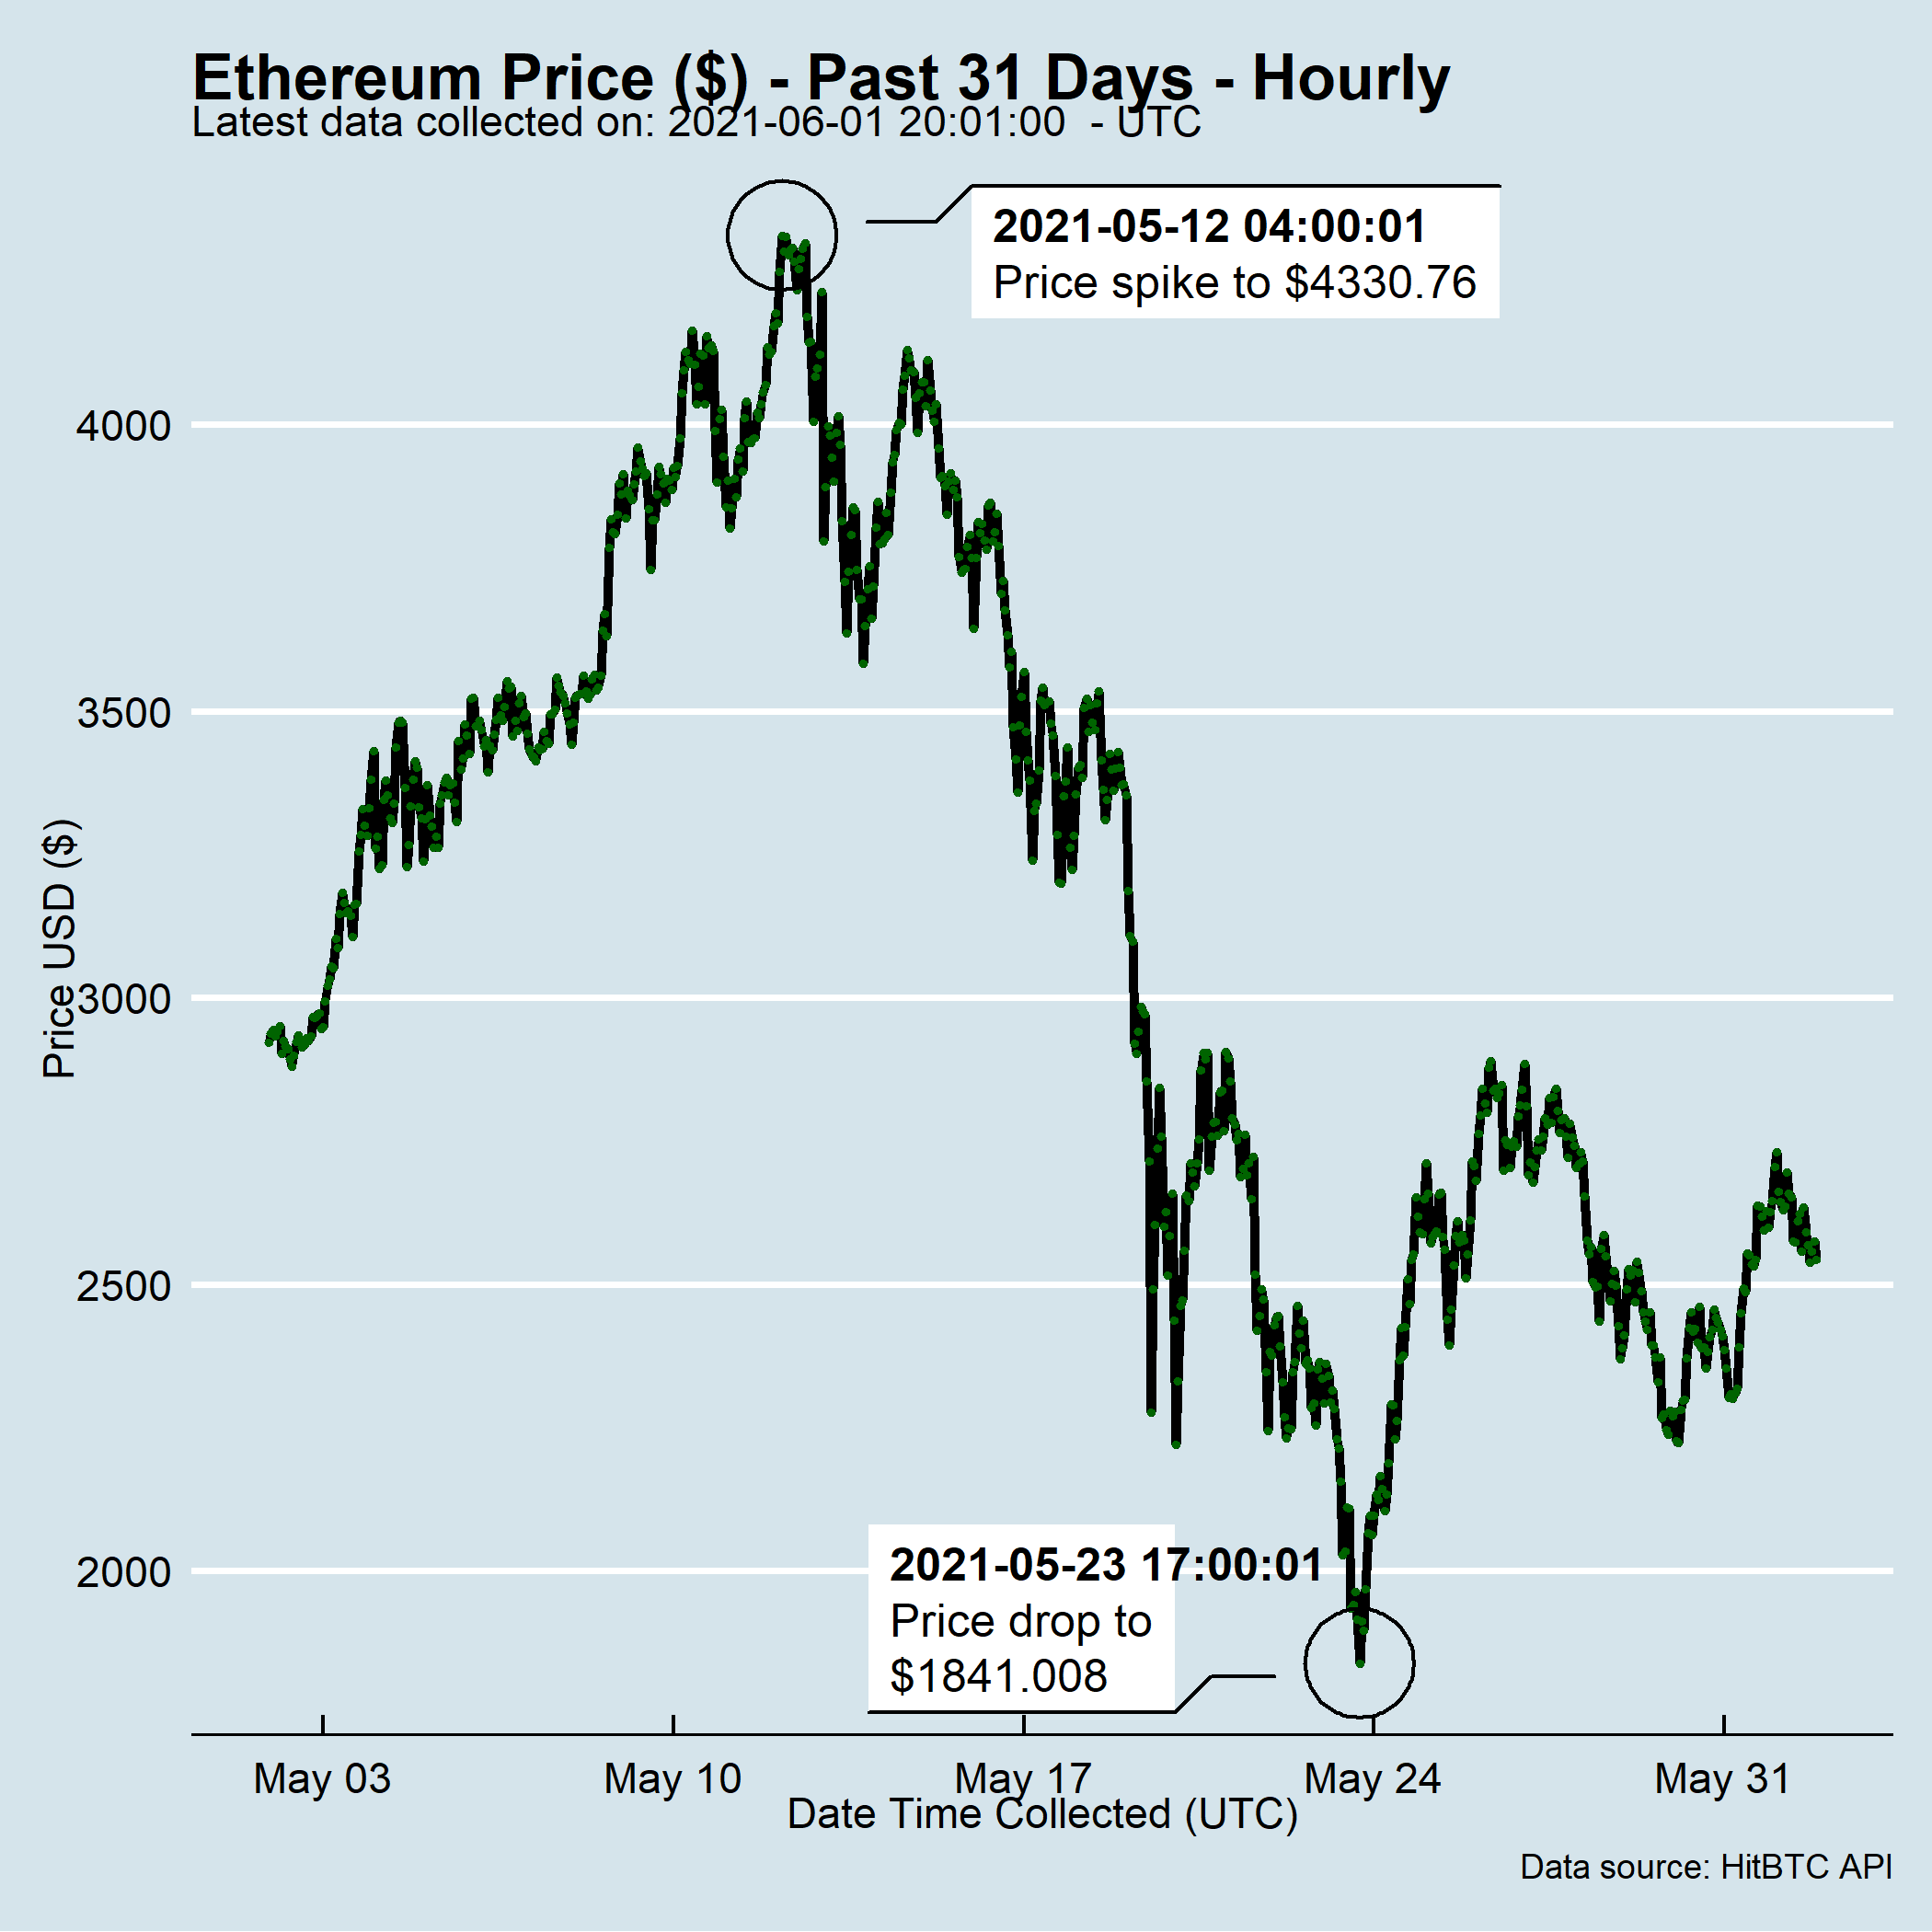 Ethereum Price ($) - Past 31 Days - Hourly
Latest data collected on: 2021-06-01 20:01:00  - UTC
2021-05-12 04:00:01
Price spike to $4330.76
4000
3500
3000
2500
2000
Price USD ($)
2021-05-23 17:00:01
Price drop to
$1841.008
May 03
May 10
May 17
May 24
May 31
Date Time Collected (UTC)
Data source: HitBTC API